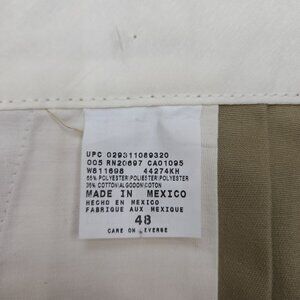 UPC 029311089320
005 RN20697 CA01095
W811698 44274KH
65% POLYESTER/POLIESTER/POLYESTER
35% COTTON/ALGODON/COTON
MADE IN MEXICO
HECHO EN MEXICO
FABRIQUE AUX MEXIQUE
48
CARE ON REVERSE